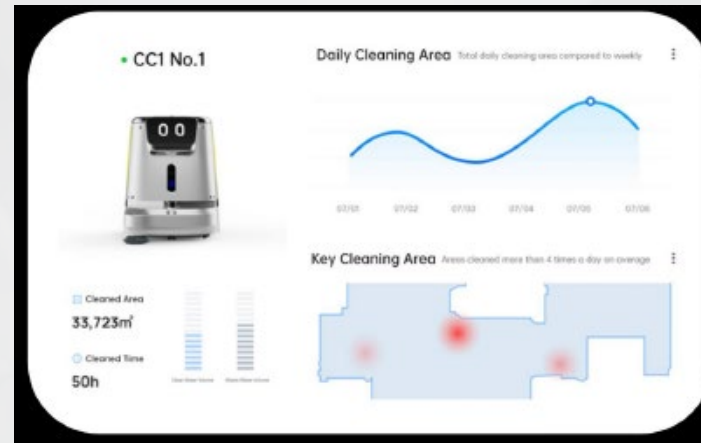 CC1 No.1
Daily Cleaning Area Total daily cleaning area compared to weekly
07/01 07/02 07/03 07/04 07/05 07/06
Key Cleaning Area Areas cleaned more than 4 times a day on average
Cleaned Area
33,723㎡
Cleaned Time
50h